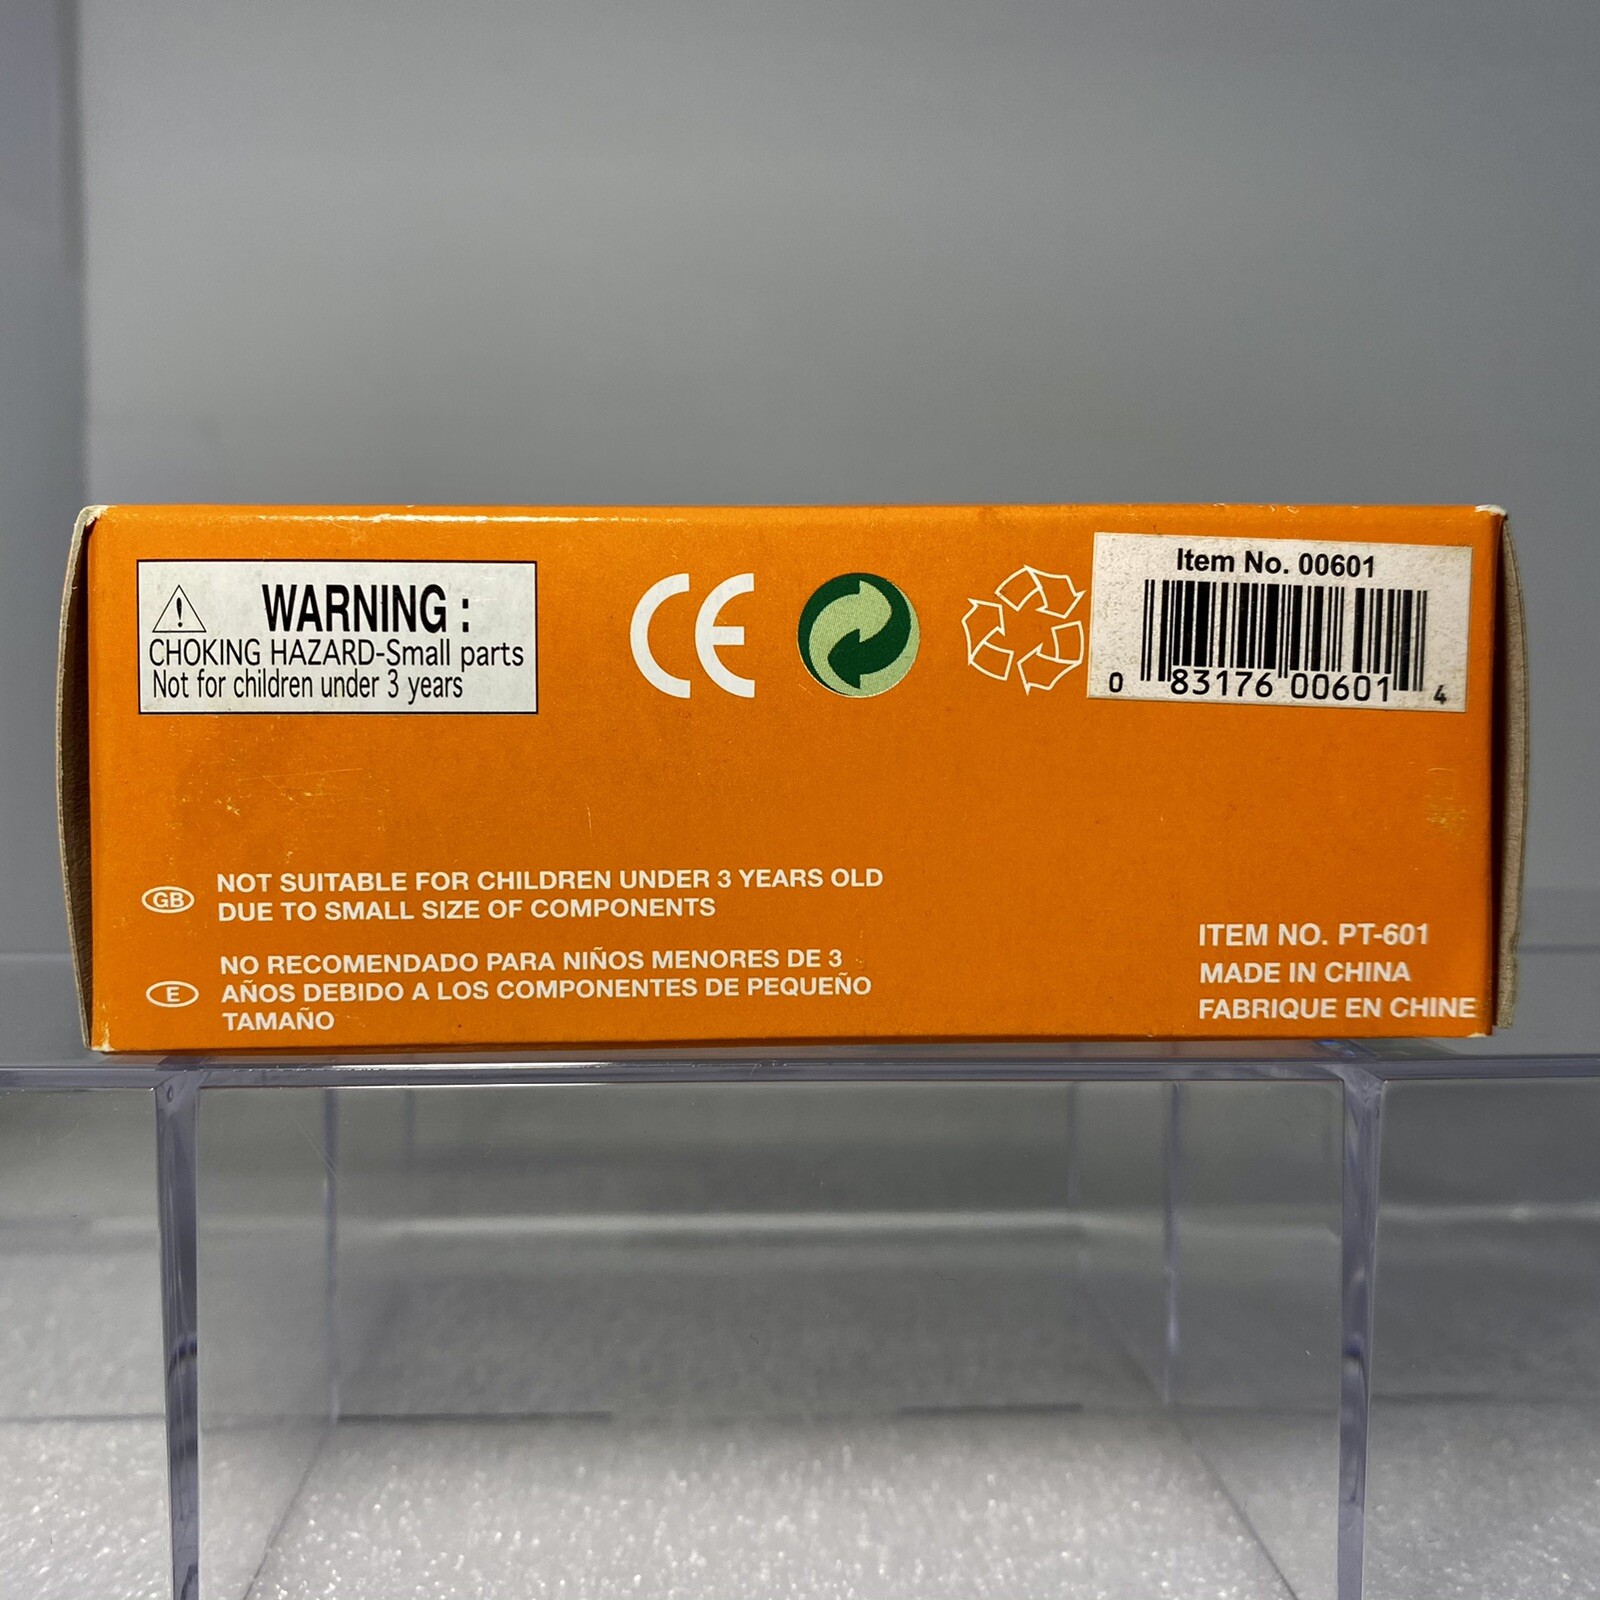 WARNING :
CHOKING HAZARD-Small parts
Not for children under 3 years
CE
Item No. 00601
0 83176 00601 4
GB
NOT SUITABLE FOR CHILDREN UNDER 3 YEARS OLD
DUE TO SMALL SIZE OF COMPONENTS
E
NO RECOMENDADO PARA NIÑOS MENORES DE 3
AÑOS DEBIDO A LOS COMPONENTES DE PEQUEÑO
TAMAÑO
ITEM NO. PT-601
MADE IN CHINA
FABRIQUE EN CHINE